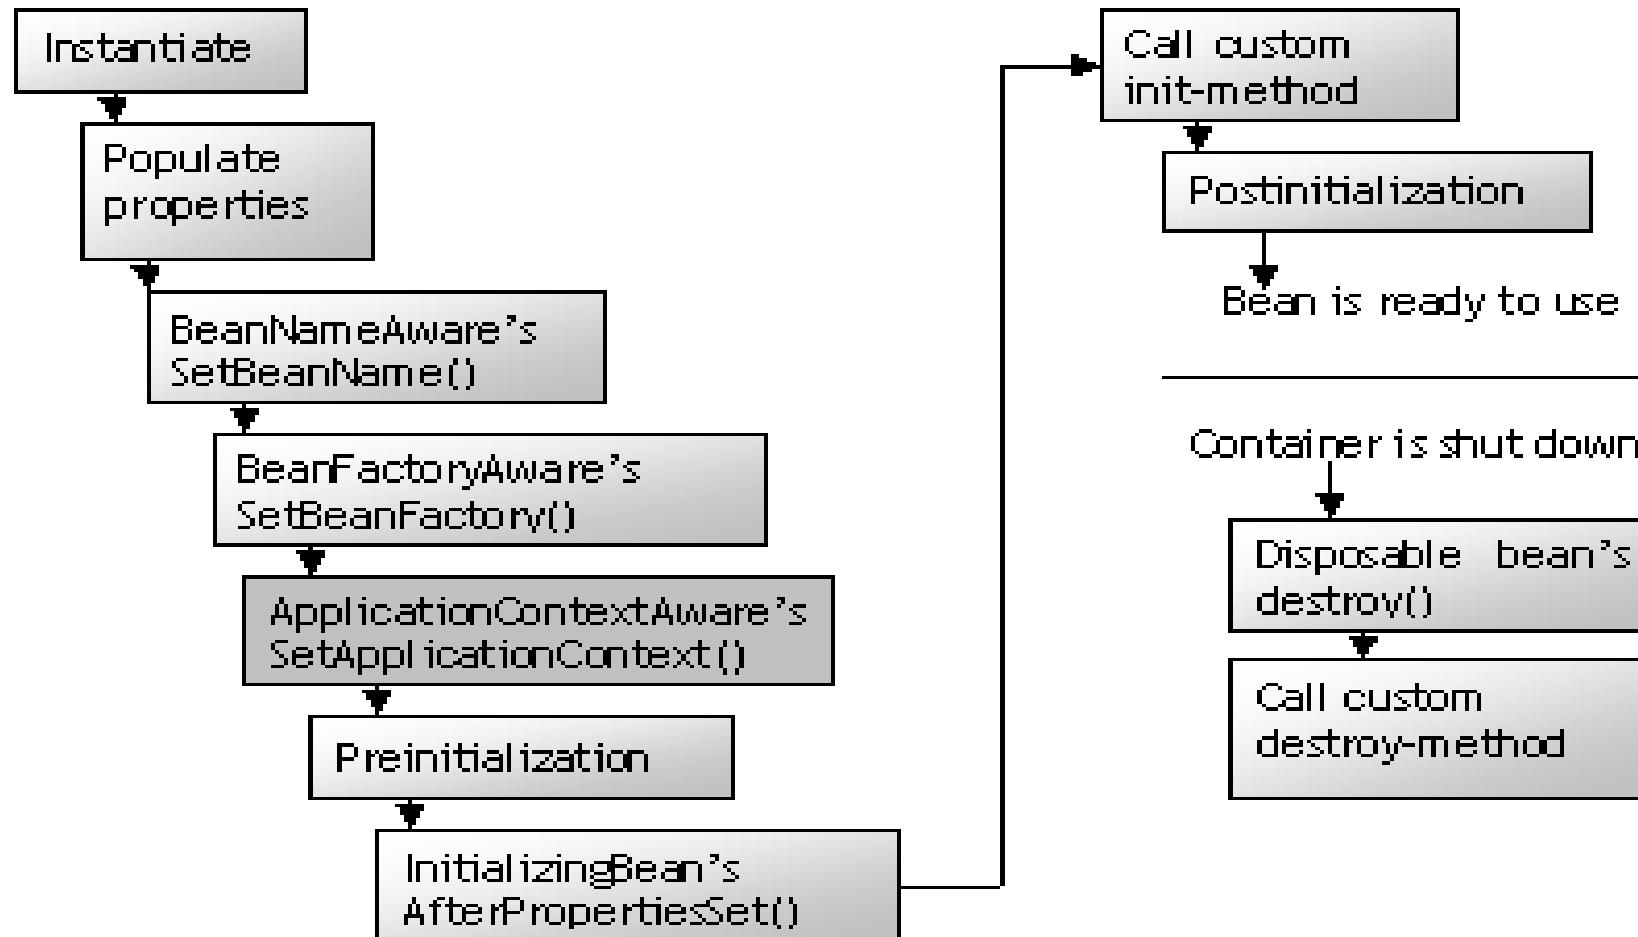 Instantiate
Populate
properties
BeanNameAware's
SetBeanName()
BeanFactoryAware's
SetBeanFactory()
ApplicationContextAware's
SetApplicationContext()
Preinitialization
InitializingBean's
AfterPropertiesSet()
Call custom
init-method
Postinitialization
Bean is ready to use
Container is shut down
Disposable bean's
destroy()
Call custom
destroy-method